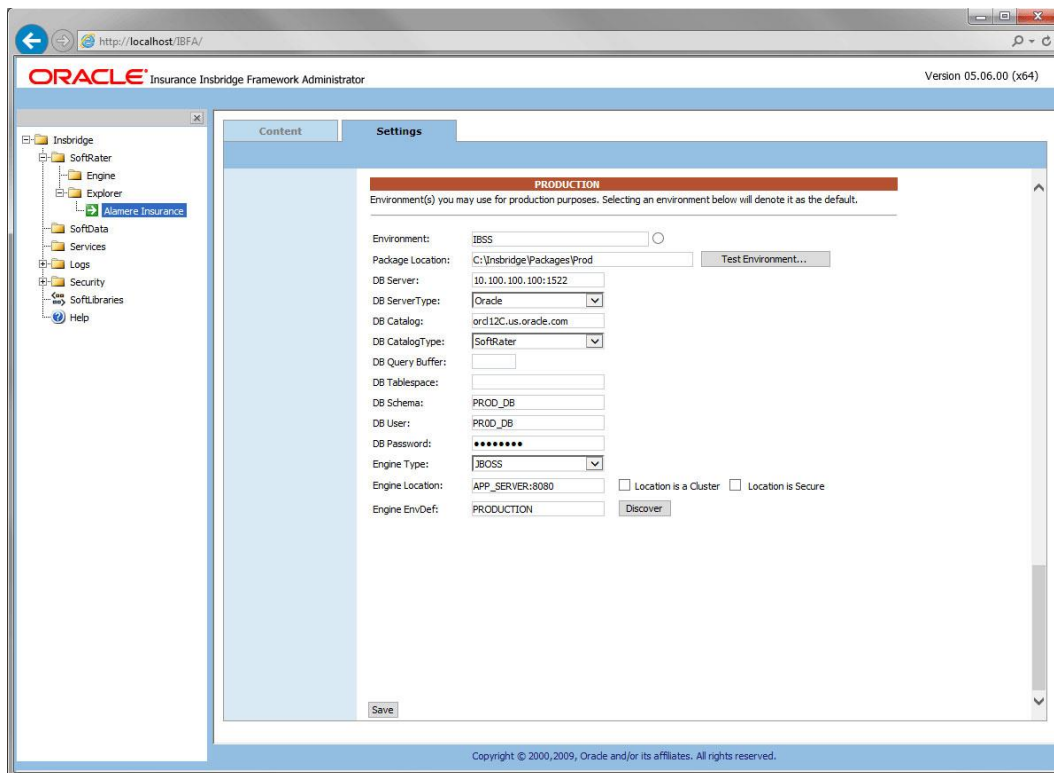 http://localhost/IBFA/
ORACLE Insurance Insbridge Framework Administrator
Version 05.06.00 (x64)
Insbridge
SoftRater
Engine
Explorer
Alamere Insurance
SoftData
Services
Logs
Security
SoftLibraries
Help
Content
Settings
PRODUCTION
Environment(s) you may use for production purposes. Selecting an environment below will denote it as the default.
Environment: IBSS
Package Location: C:\Insbridge\Packages\Prod Test Environment...
DB Server: 10.100.100.100:1522
DB ServerType: Oracle
DB Catalog: orcl12C.us.oracle.com
DB CatalogType: SoftRater
DB Query Buffer:
DB Tablespace:
DB Schema: PROD_DB
DB User: PR0D_DB
DB Password: ••••••••
Engine Type: JBOSS
Engine Location: APP_SERVER:8080 Location is a Cluster Location is Secure
Engine EnvDef: PRODUCTION Discover
Save
Copyright © 2000,2009, Oracle and/or its affiliates. All rights reserved.